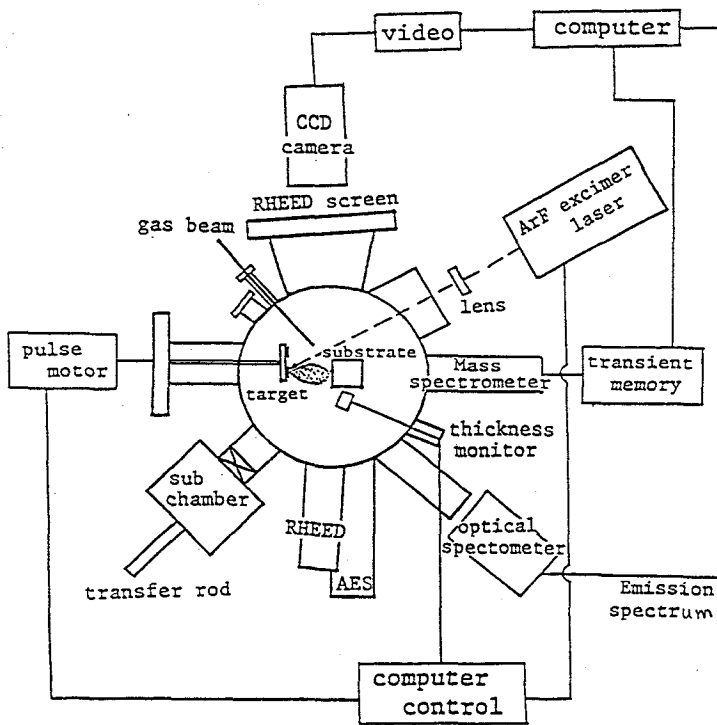 video
computer
CCD
camera
RHEED screen
gas beam
ArF excimer
laser
lens
pulse
motor
substrate
target
Mass
spectrometer
transient
memory
thickness
monitor
sub
chamber
transfer rod
RHEED
AES
optical
spectometer
Emission
spectrum
computer
control